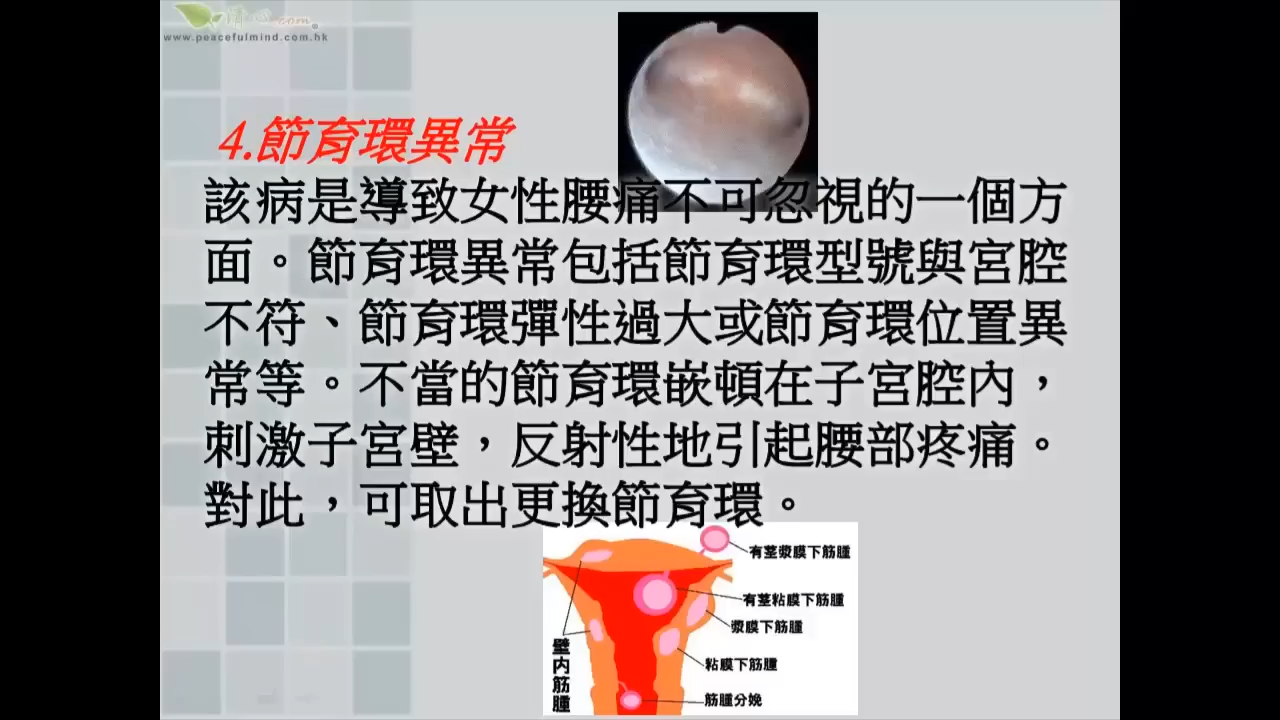 .com
www.peacefulmind.com.hk
4.節育環異常
該病是導致女性腰痛不可忽視的一個方
面。節育環異常包括節育環型號與宮腔
不符、節育環彈性過大或節育環位置異
常等。不當的節育環嵌頓在子宮腔內，
刺激子宮壁，反射性地引起腰部疼痛。
對此，可取出更換節育環。
有茎漿膜下筋腫
有茎粘膜下筋腫
漿膜下筋腫
粘膜下筋腫
筋腫分娩
壁内筋腫